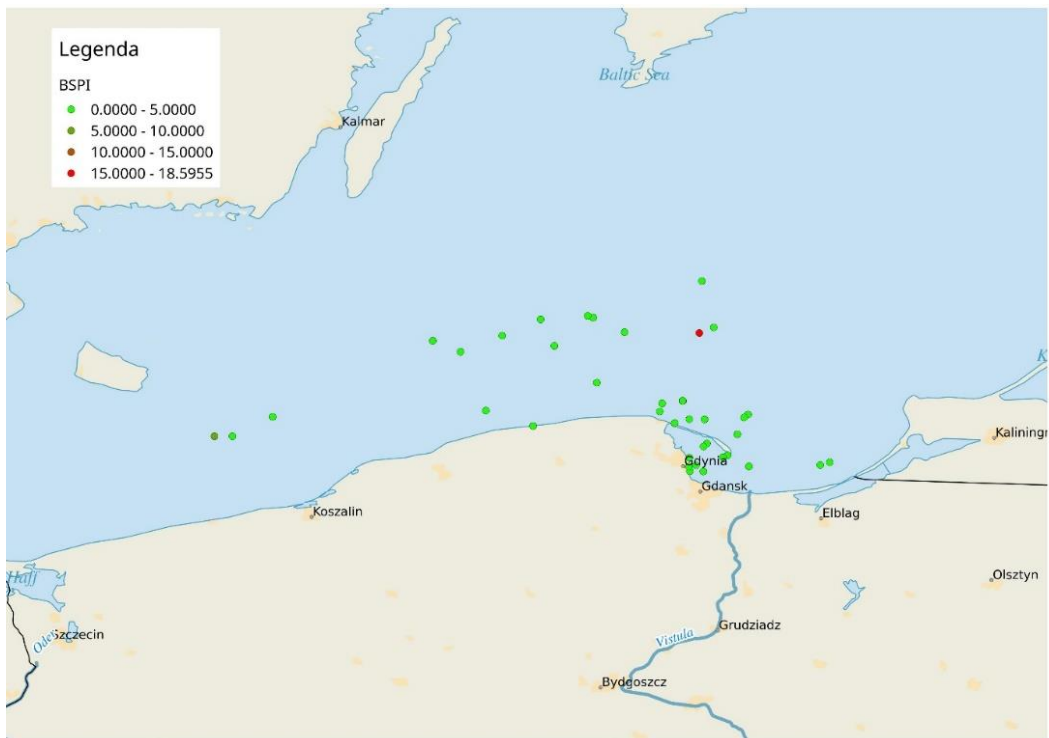 Legenda
BSPI
0.0000 - 5.0000
5.0000 - 10.0000
10.0000 - 15.0000
15.0000 - 18.5955
Baltic Sea
Kalmar
K
Kaliningr
Gdynia
Gdansk
Koszalin
Elblag
Haff
Olsztyn
Oder
Szczecin
Vistula
Grudziadz
Bydgoszcz